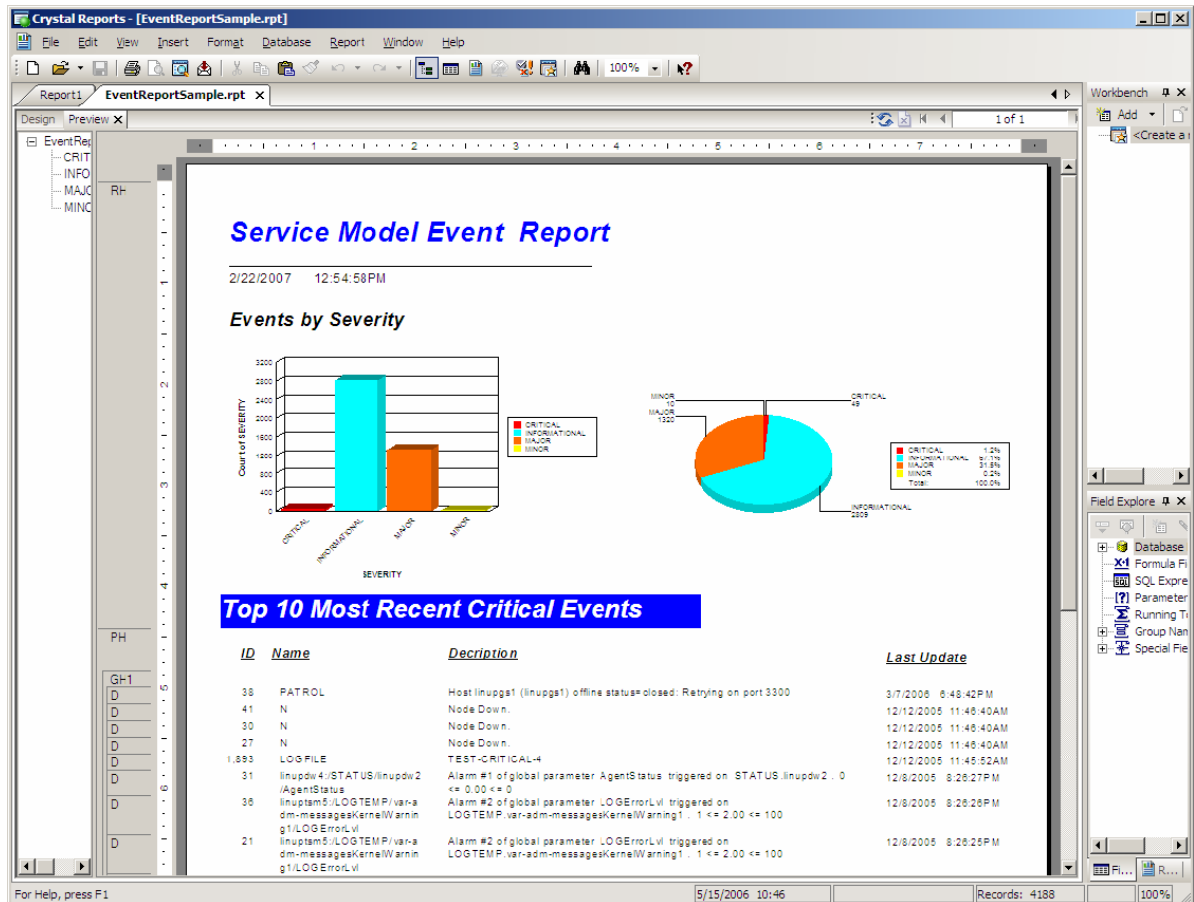 Crystal Reports - [EventReportSample.rpt]
File Edit View Insert Format Database Report Window Help
100%
Report1 EventReportSample.rpt
Workbench
Design Preview
1 of 1
Add
<Create a
EventRep
CRIT
INFO
MAJO
MINO
1 2 3 4 5 6 7
RH
Service Model Event Report
2/22/2007 12:54:58PM
Events by Severity
3200
2800
2400
2000
1600
1200
800
400
0
Count of SEVERITY
CRITICAL
INFORMATIONAL
MAJOR
MINOR
SEVERITY
CRITICAL
INFORMATIONAL
MAJOR
MINOR
MINOR
10
MAJOR
1320
CRITICAL
49
INFORMATIONAL
2809
CRITICAL 1.2%
INFORMATIONAL 67.1%
MAJOR 31.5%
MINOR 0.2%
Total: 100.0%
Field Explore
Database
Formula Fi
SQL Expre
Parameter
Running T
Group Nan
Special Fie
Top 10 Most Recent Critical Events
PH
ID Name Decription Last Update
GH1
D 38 PATROL Host linupgs1 (linupgs1) offline status=closed: Retrying on port 3300 3/7/2006 6:48:42PM
D 41 N Node Down. 12/12/2005 11:46:40AM
D 30 N Node Down. 12/12/2005 11:46:40AM
D 27 N Node Down. 12/12/2005 11:46:40AM
D 1,893 LOGFILE TEST-CRITICAL-4 12/12/2005 11:45:52AM
D 31 linupdw4:/STATUS/linupdw2 Alarm #1 of global parameter AgentStatus triggered on STATUS.linupdw2 . 0 12/8/2005 8:26:27PM
/AgentStatus <= 0.00 <= 0
D 36 linuptsm5:/LOGTEMP/var-a Alarm #2 of global parameter LOGErrorLvl triggered on 12/8/2005 8:26:26PM
dm-messagesKernelWarnin LOGTEMP.var-adm-messagesKernelWarning1 . 1 <= 2.00 <= 100
g1/LOGErrorLvl
D 21 linuptsm5:/LOGTEMP/var-a Alarm #2 of global parameter LOGErrorLvl triggered on 12/8/2005 8:26:25PM
dm-messagesKernelWarnin LOGTEMP.var-adm-messagesKernelWarning1 . 1 <= 2.00 <= 100
g1/LOGErrorLvl
Fi... R...
For Help, press F1 5/15/2006 10:46 Records: 4188 100%